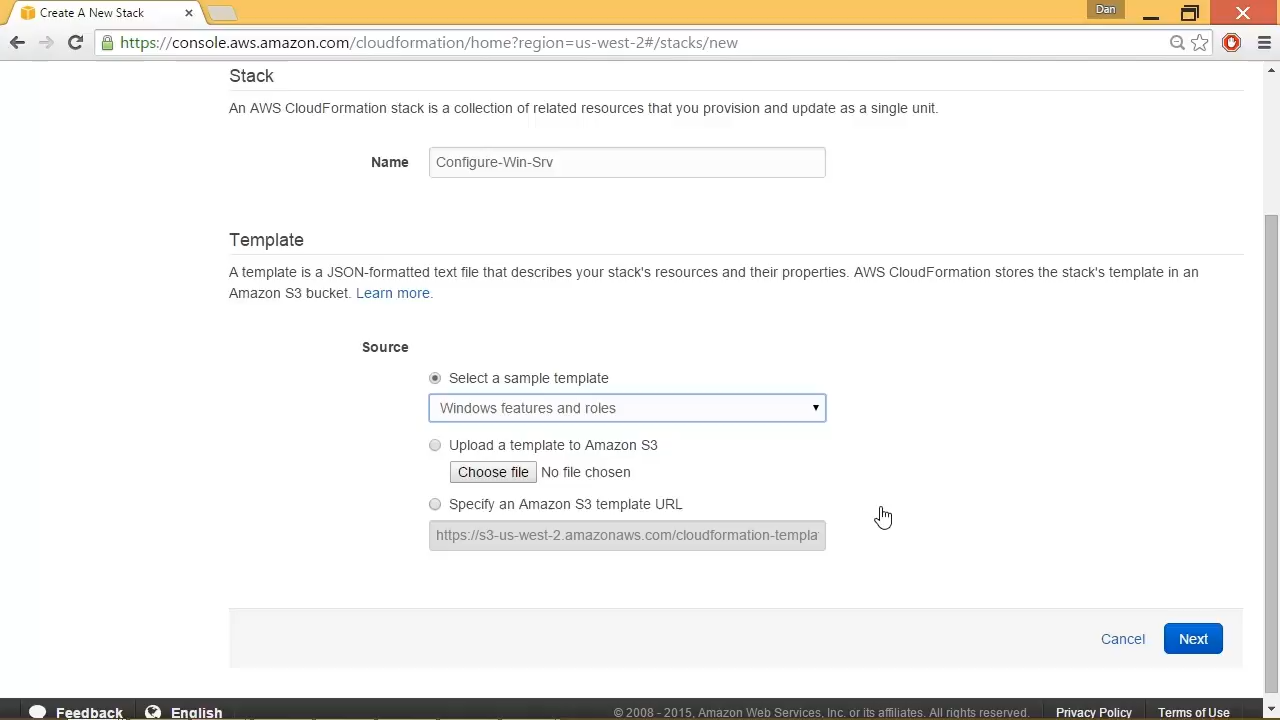 Create A New Stack
Dan
https://console.aws.amazon.com/cloudformation/home?region=us-west-2#/stacks/new
Stack
An AWS CloudFormation stack is a collection of related resources that you provision and update as a single unit.
Name Configure-Win-Srv
Template
A template is a JSON-formatted text file that describes your stack's resources and their properties. AWS CloudFormation stores the stack's template in an
Amazon S3 bucket. Learn more.
Source
Select a sample template
Windows features and roles
Upload a template to Amazon S3
Choose file No file chosen
Specify an Amazon S3 template URL
https://s3-us-west-2.amazonaws.com/cloudformation-templa
Cancel Next
Feedback English © 2008 - 2015, Amazon Web Services, Inc. or its affiliates. All rights reserved. Privacy Policy Terms of Use